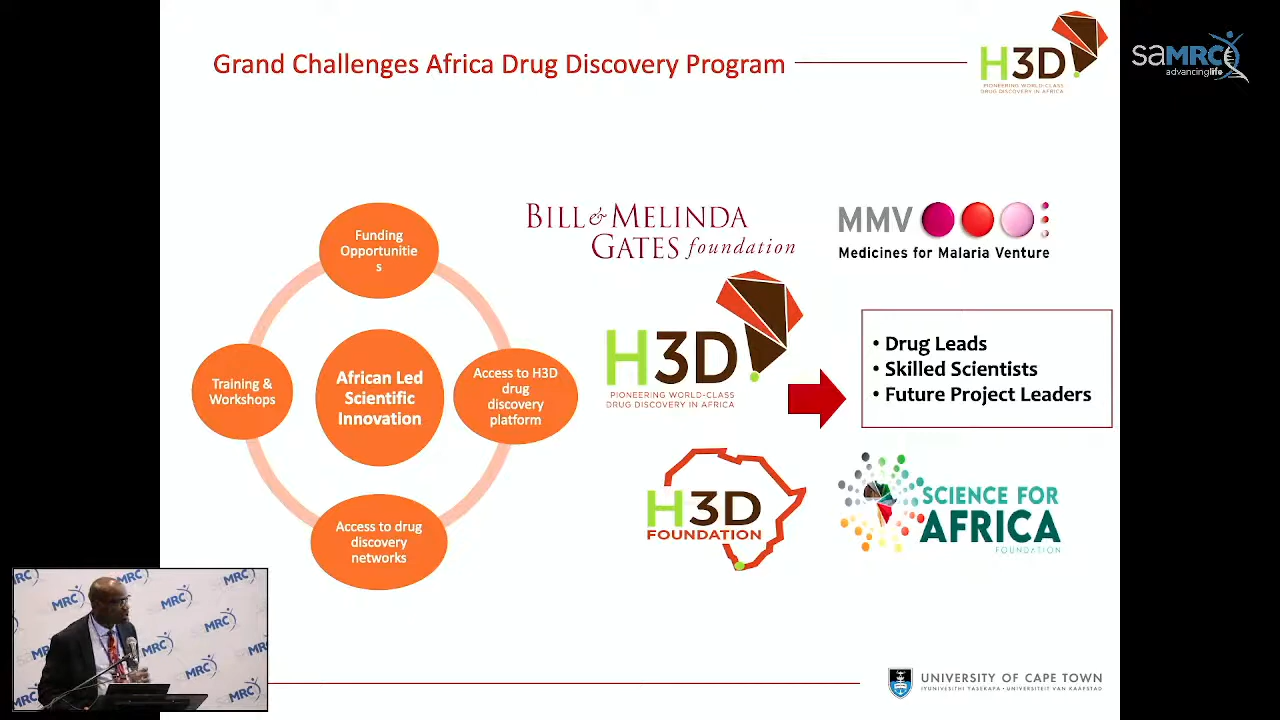 Grand Challenges Africa Drug Discovery Program
H3D
PIONEERING WORLD-CLASS
DRUG DISCOVERY IN AFRICA
saMRC
advancinglife
Funding
Opportunitie
s
Training &
Workshops
African Led
Scientific
Innovation
Access to H3D
drug
discovery
platform
Access to drug
discovery
networks
BILL & MELINDA
GATES foundation
MMV
Medicines for Malaria Venture
H3D
PIONEERING WORLD-CLASS
DRUG DISCOVERY IN AFRICA
• Drug Leads
• Skilled Scientists
• Future Project Leaders
H3D
FOUNDATION
SCIENCE FOR
AFRICA
FOUNDATION
MRC
MRC
MRC
MRC
MRC
MRC
UNIVERSITY OF CAPE TOWN
IYUNIVESITHI YASEKAPA • UNIVERSITEIT VAN KAAPSTAD